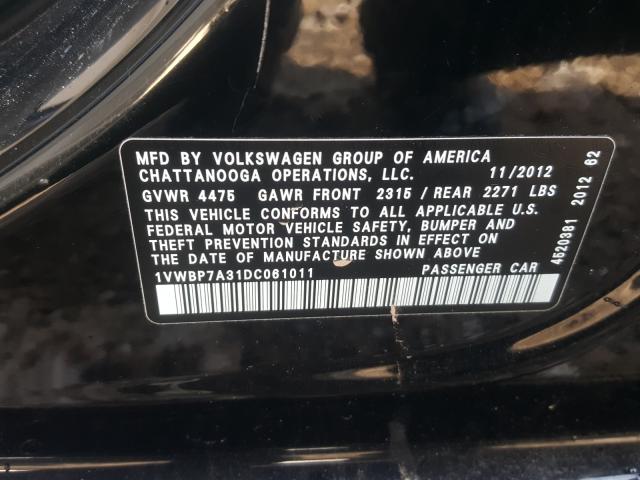 MFD BY VOLKSWAGEN GROUP OF AMERICA
CHATTANOOGA OPERATIONS, LLC. 11/2012
GVWR 4475 GAWR FRONT 2315 / REAR 2271 LBS
THIS VEHICLE CONFORMS TO ALL APPLICABLE U.S.
FEDERAL MOTOR VEHICLE SAFETY, BUMPER AND
THEFT PREVENTION STANDARDS IN EFFECT ON
THE DATE OF MANUFACTURE SHOWN ABOVE.
1VWBP7A31DC061011 PASSENGER CAR
4520381 2012 62